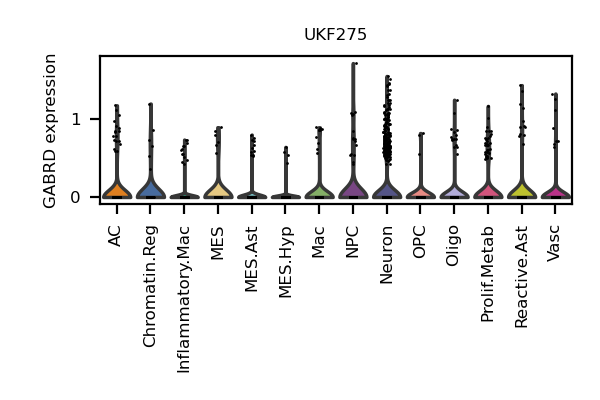 UKF275
GABRD expression
1
0
AC
Chromatin.Reg
Inflammatory.Mac
MES
MES.Ast
MES.Hyp
Mac
NPC
Neuron
OPC
Oligo
Prolif.Metab
Reactive.Ast
Vasc